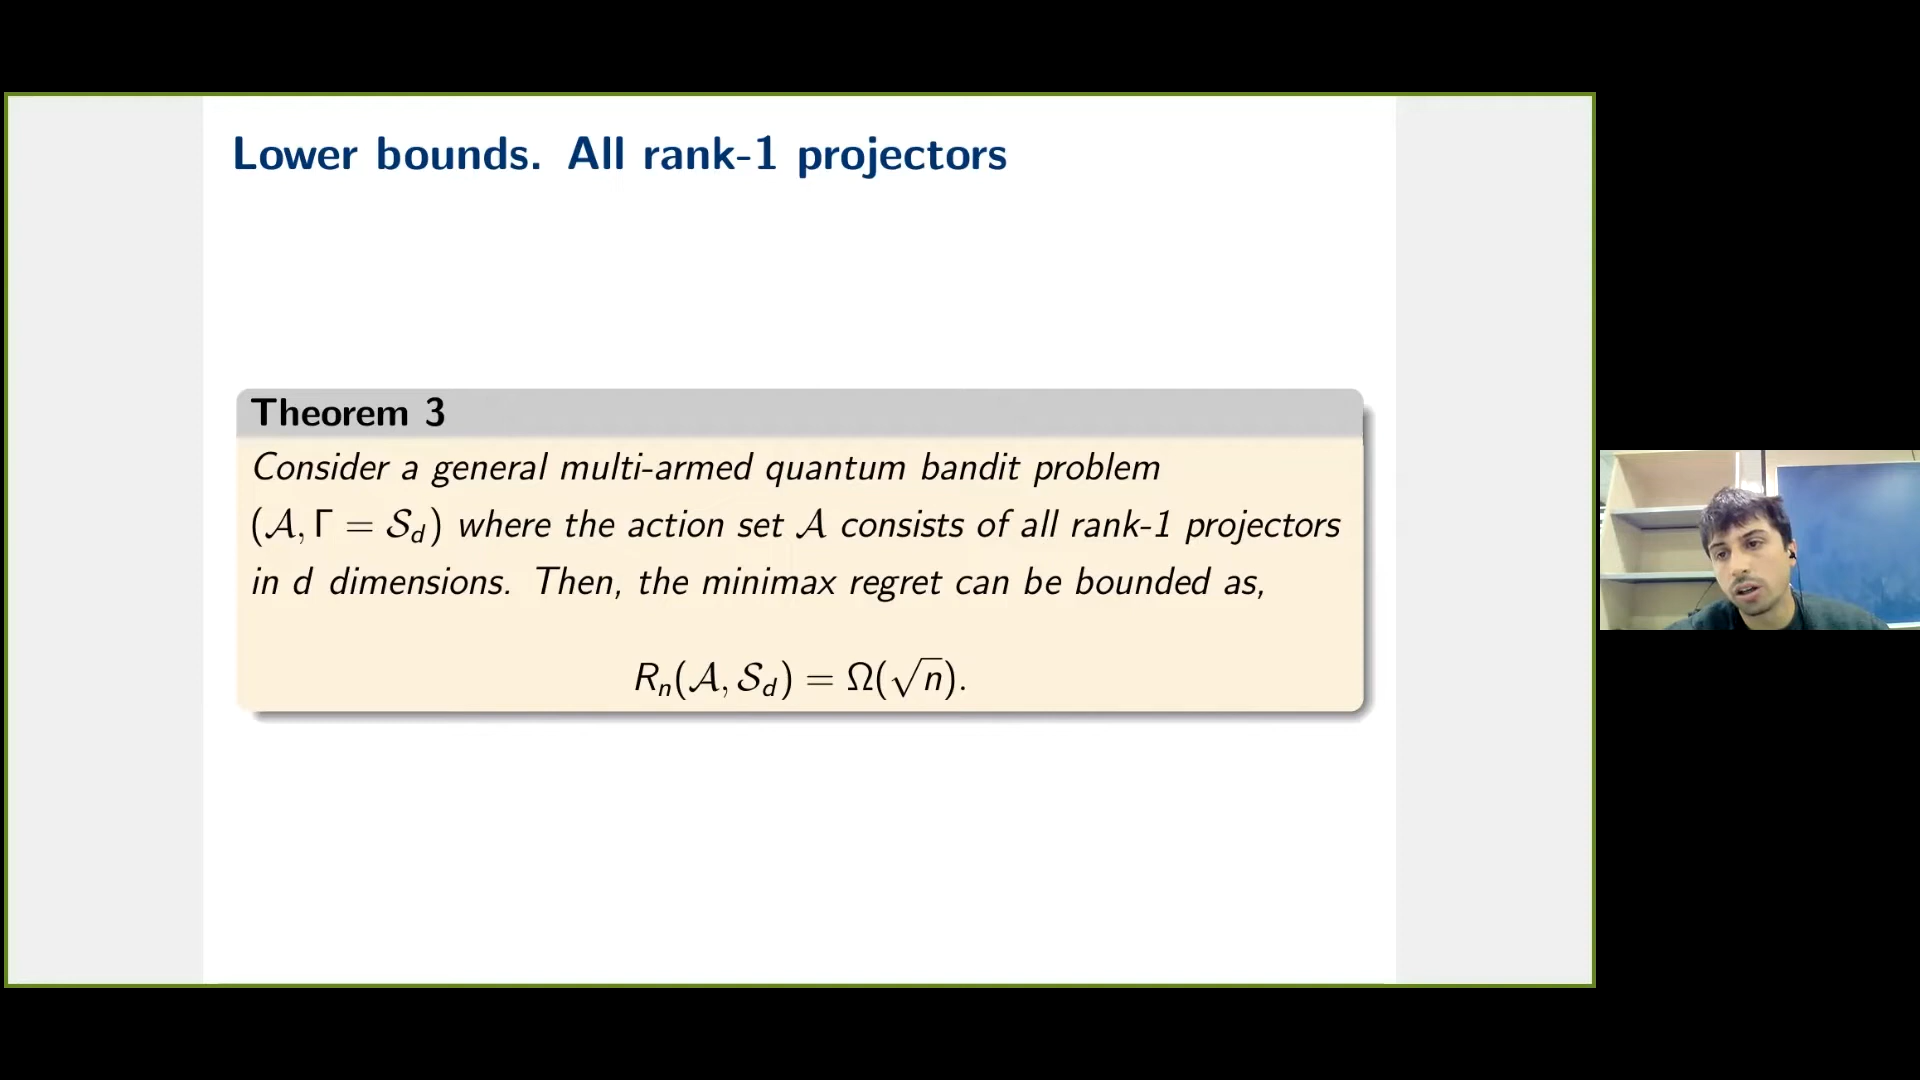 Lower bounds. All rank-1 projectors
Theorem 3
Consider a general multi-armed quantum bandit problem
(𝒜, Γ = 𝒮_d) where the action set 𝒜 consists of all rank-1 projectors
in d dimensions. Then, the minimax regret can be bounded as,
R_n(𝒜, 𝒮_d) = Ω(√n).